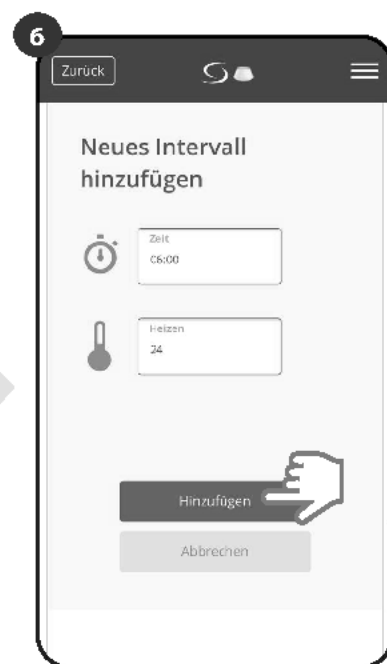 6
Zurück
Neues Intervall
hinzufügen
Zeit
06:00
Heizen
24
Hinzufügen
Abbrechen